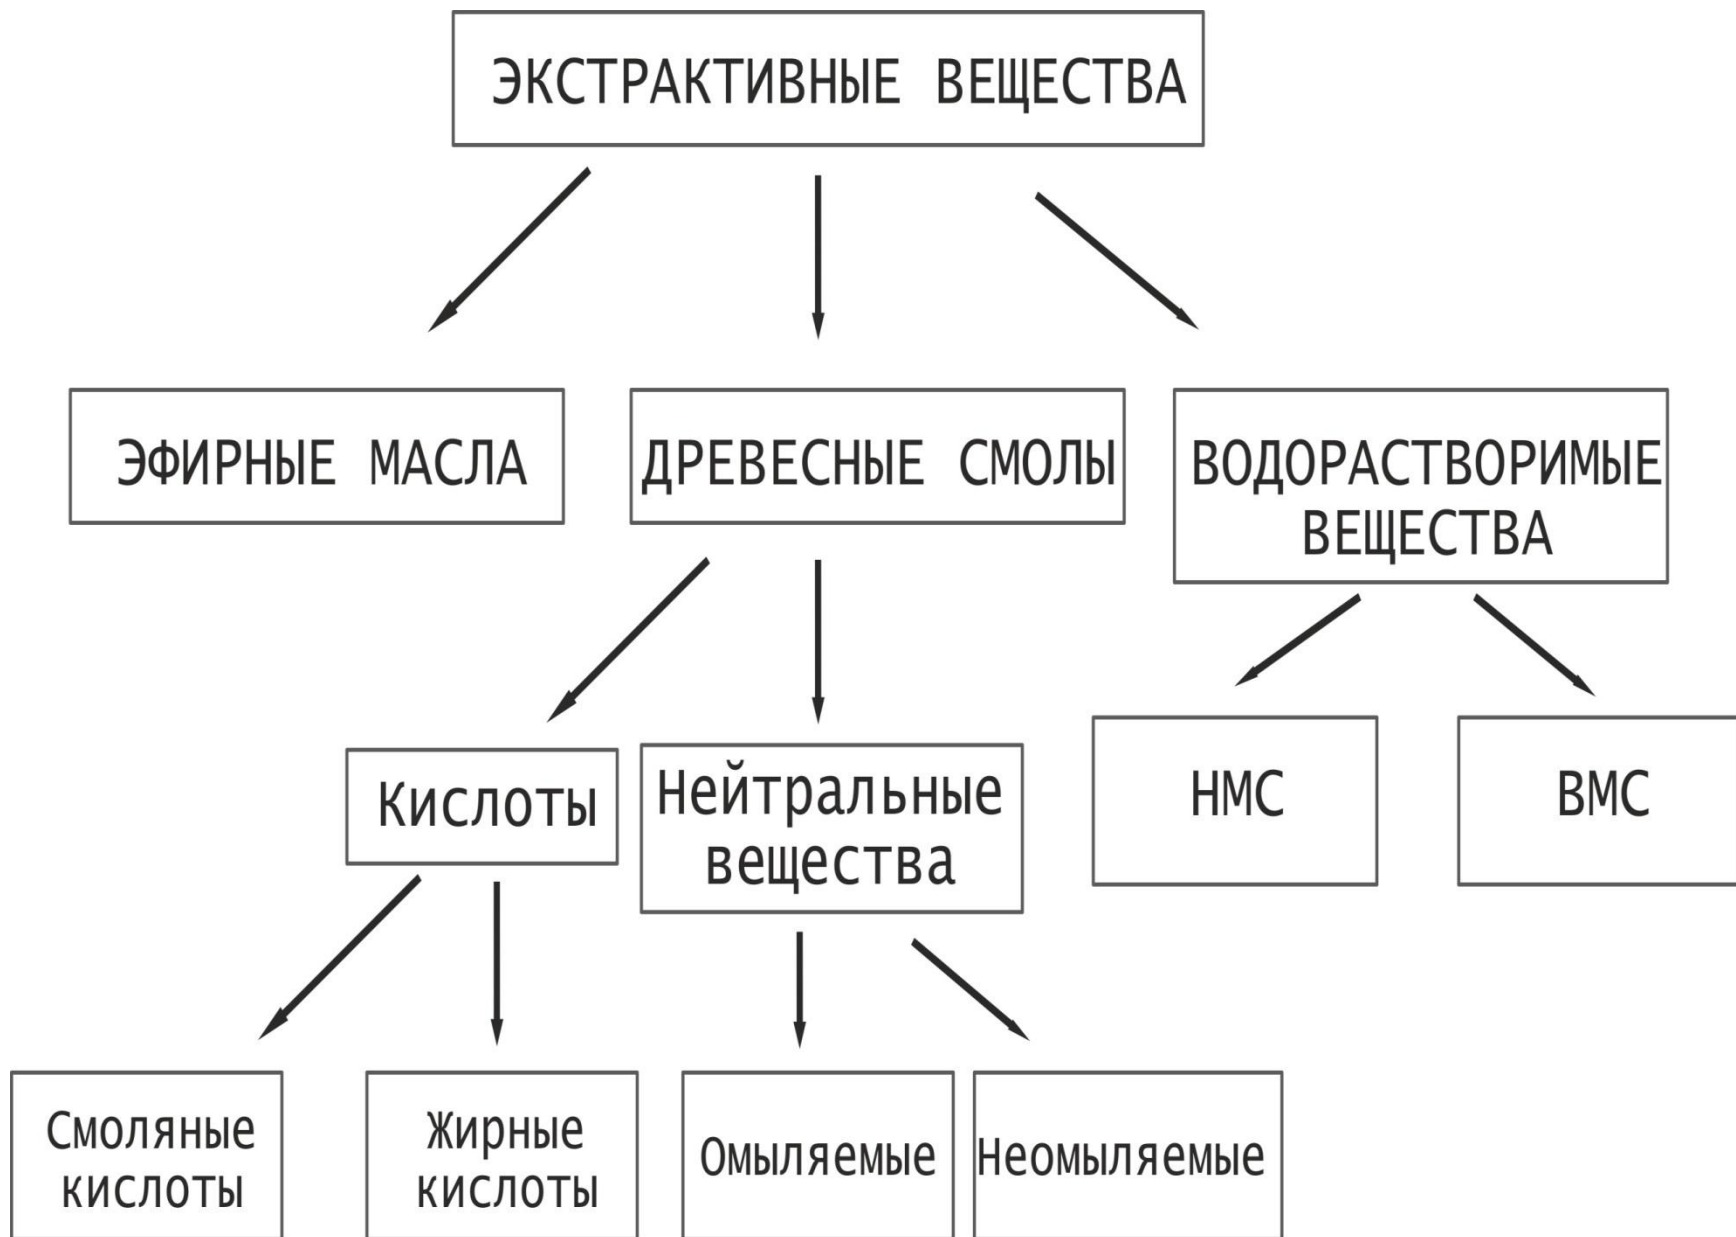 ЭКСТРАКТИВНЫЕ ВЕЩЕСТВА
ЭФИРНЫЕ МАСЛА
ДРЕВЕСНЫЕ СМОЛЫ
ВОДОРАСТВОРИМЫЕ
ВЕЩЕСТВА
Кислоты
Нейтральные
вещества
НМС
ВМС
Смоляные
кислоты
Жирные
кислоты
Омыляемые
Неомыляемые